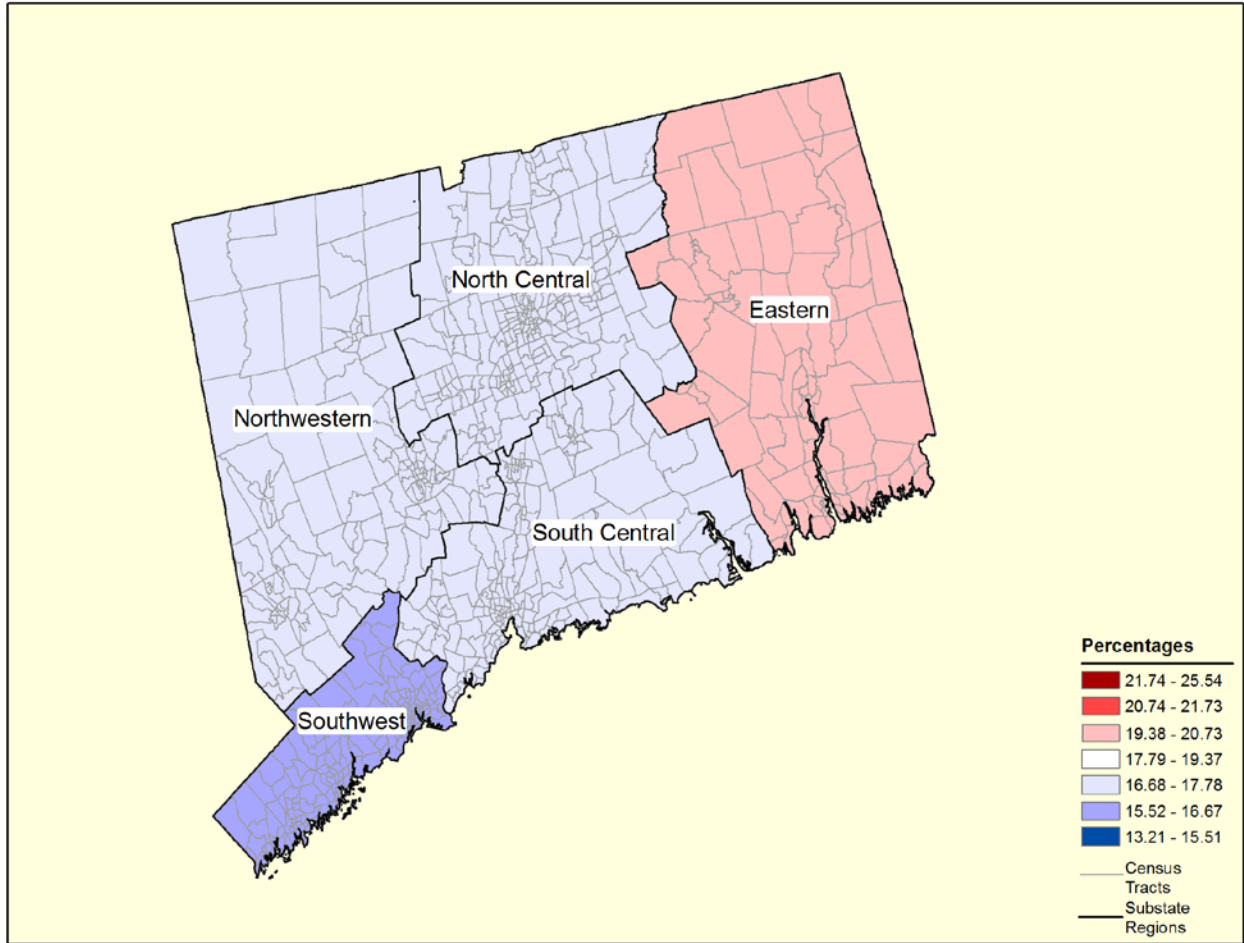 North Central
Eastern
Northwestern
South Central
Southwest
Percentages
21.74 - 25.54
20.74 - 21.73
19.38 - 20.73
17.79 - 19.37
16.68 - 17.78
15.52 - 16.67
13.21 - 15.51
Census
Tracts
Substate
Regions